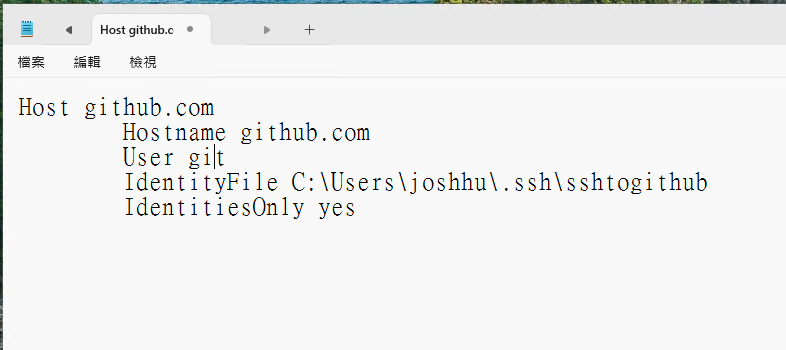 Host github.c
檔案 編輯 檢視
Host github.com
Hostname github.com
User git
IdentityFile C:\Users\joshhu\.ssh\sshtogithub
IdentitiesOnly yes